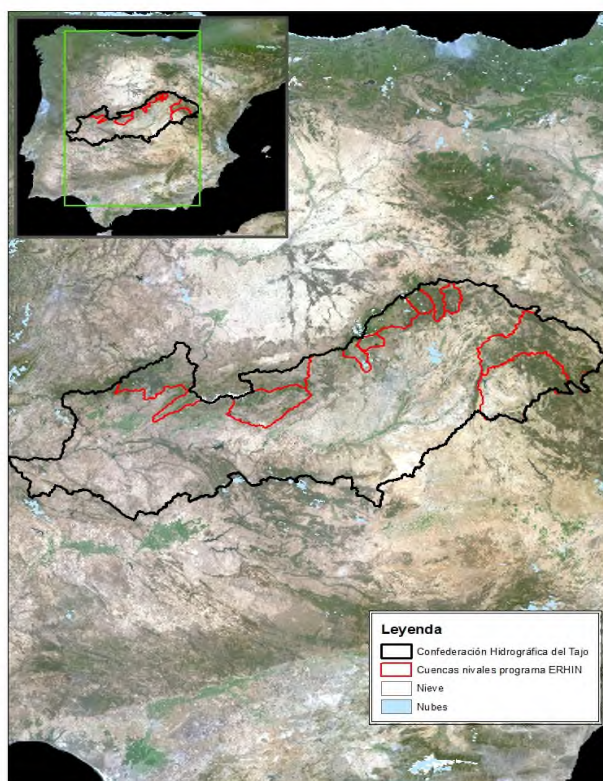 Leyenda
Confederación Hidrográfica del Tajo
Cuencas nivales programa ERHIN
Nieve
Nubes